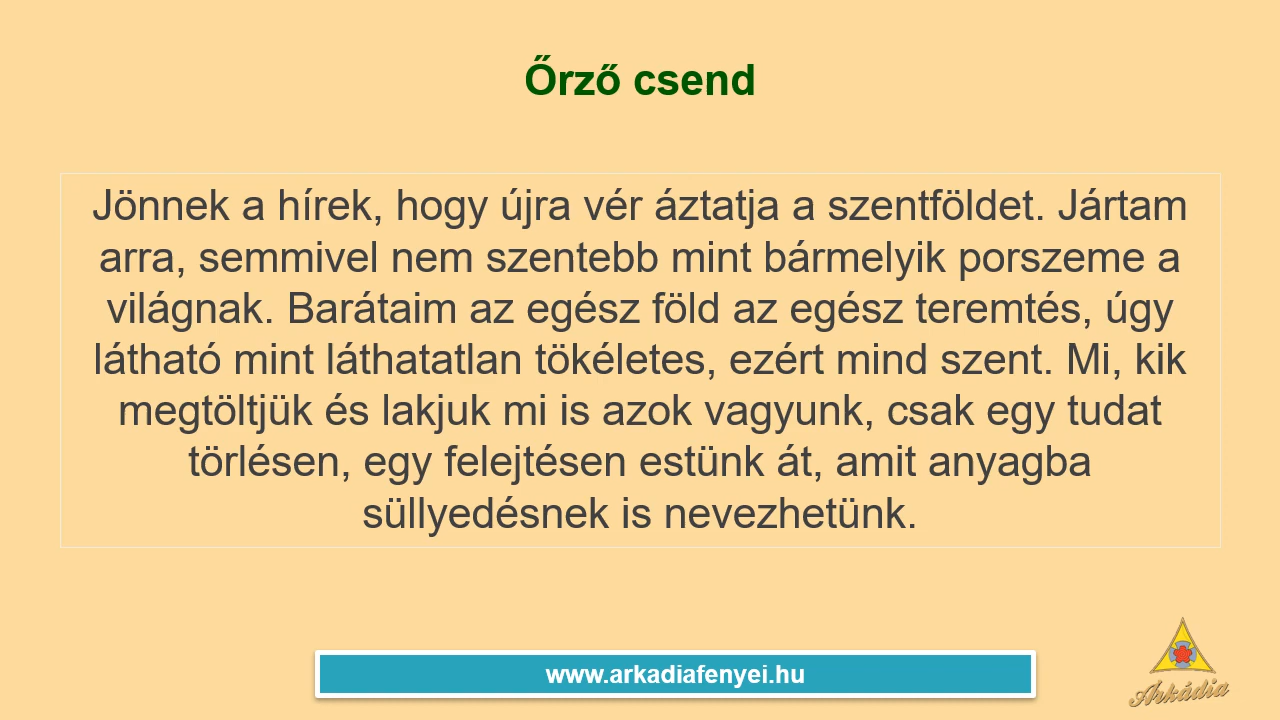 Őrző csend
Jönnek a hírek, hogy újra vér áztatja a szentföldet. Jártam
arra, semmivel nem szentebb mint bármelyik porszeme a
világnak. Barátaim az egész föld az egész teremtés, úgy
látható mint láthatatlan tökéletes, ezért mind szent. Mi, kik
megtöltjük és lakjuk mi is azok vagyunk, csak egy tudat
törlésen, egy felejtésen estünk át, amit anyagba
süllyedésnek is nevezhetünk.
www.arkadiafenyei.hu
Arkádia